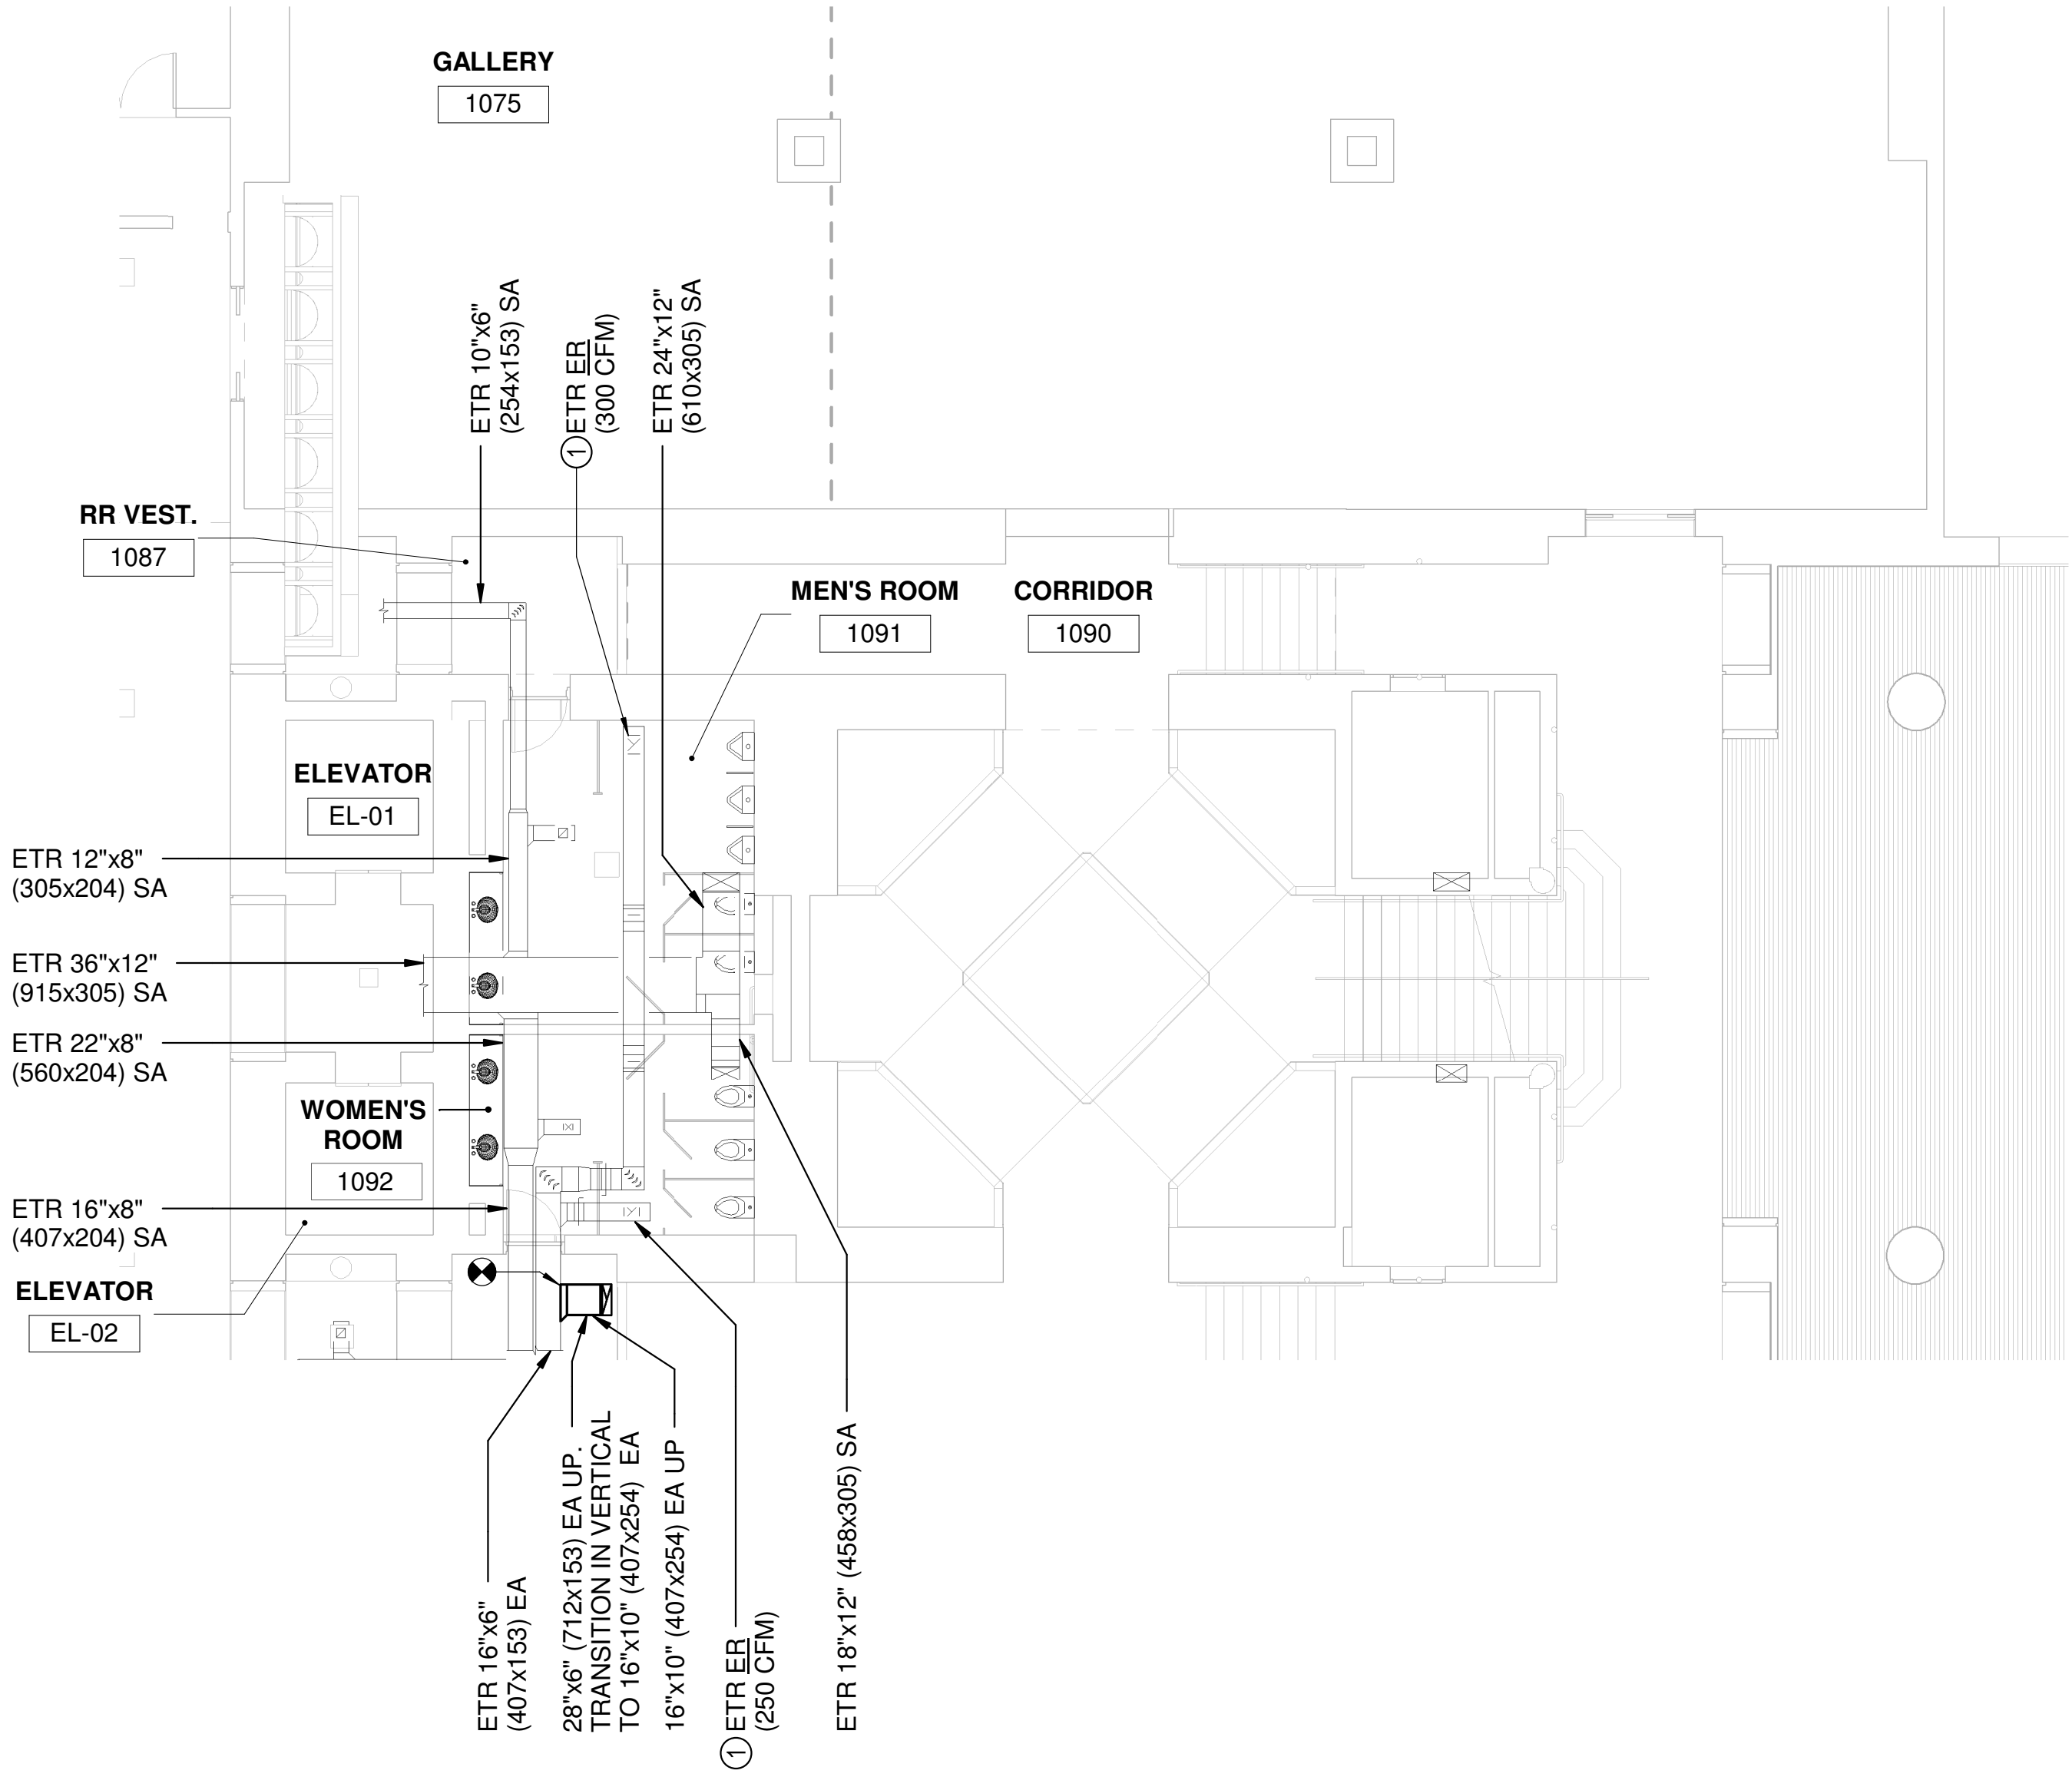 GALLERY
1075
ETR 10"x6"
(254x153) SA
1
ETR ER
(300 CFM)
ETR 24"x12"
(610x305) SA
RR VEST.
1087
MEN'S ROOM
1091
CORRIDOR
1090
ELEVATOR
EL-01
ETR 12"x8"
(305x204) SA
ETR 36"x12"
(915x305) SA
ETR 22"x8"
(560x204) SA
WOMEN'S
ROOM
1092
ETR 16"x8"
(407x204) SA
ELEVATOR
EL-02
ETR 16"x6"
(407x153) EA
28"x6" (712x153) EA UP.
TRANSITION IN VERTICAL
TO 16"x10" (407x254) EA
16"x10" (407x254) EA UP
1
ETR ER
(250 CFM)
ETR 18"x12" (458x305) SA